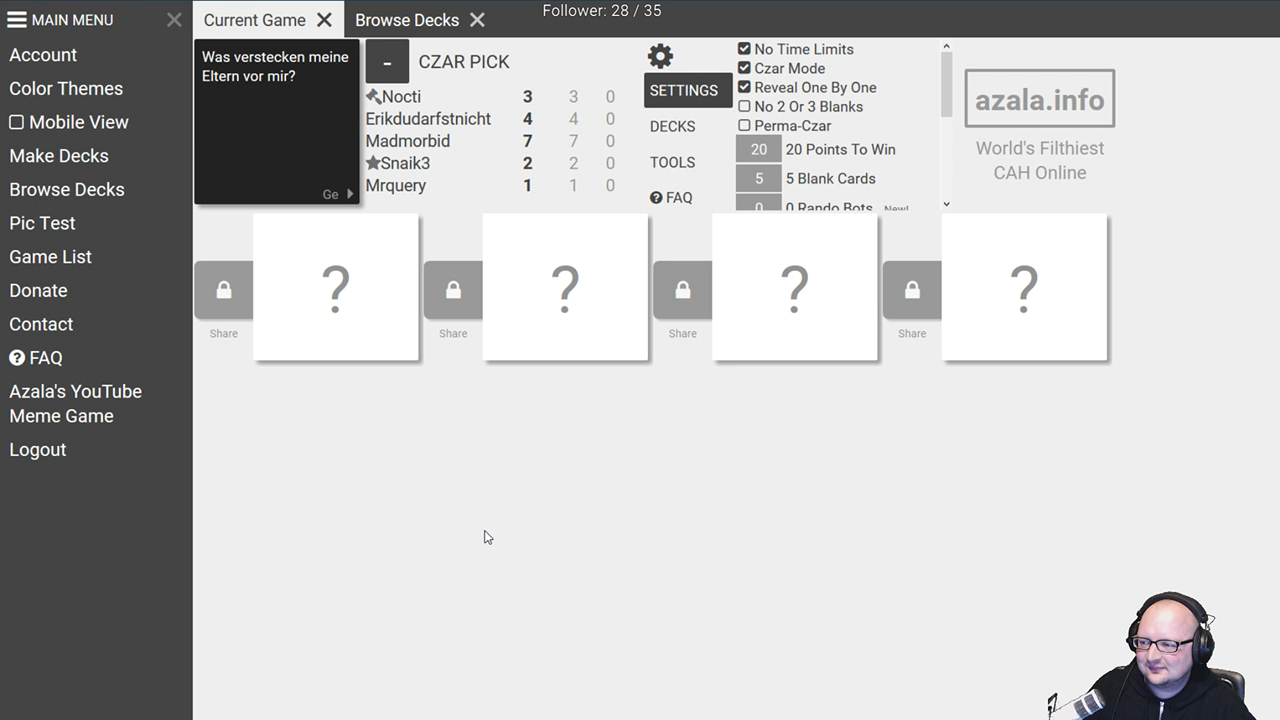 Follower: 28 / 35
MAIN MENU
Account
Color Themes
Mobile View
Make Decks
Browse Decks
Pic Test
Game List
Donate
Contact
? FAQ
Azala's YouTube
Meme Game
Logout
Current Game
Browse Decks
Was verstecken meine
Eltern vor mir?
Ge
-
CZAR PICK
Nocti 3 3 0
Erikdudarfstnicht 4 4 0
Madmorbid 7 7 0
Snaik3 2 2 0
Mrquery 1 1 0
SETTINGS
DECKS
TOOLS
? FAQ
No Time Limits
Czar Mode
Reveal One By One
No 2 Or 3 Blanks
Perma-Czar
20 20 Points To Win
5 5 Blank Cards
0 0 Rando Bots New!
azala.info
World's Filthiest
CAH Online
Share
?
Share
?
Share
?
Share
?